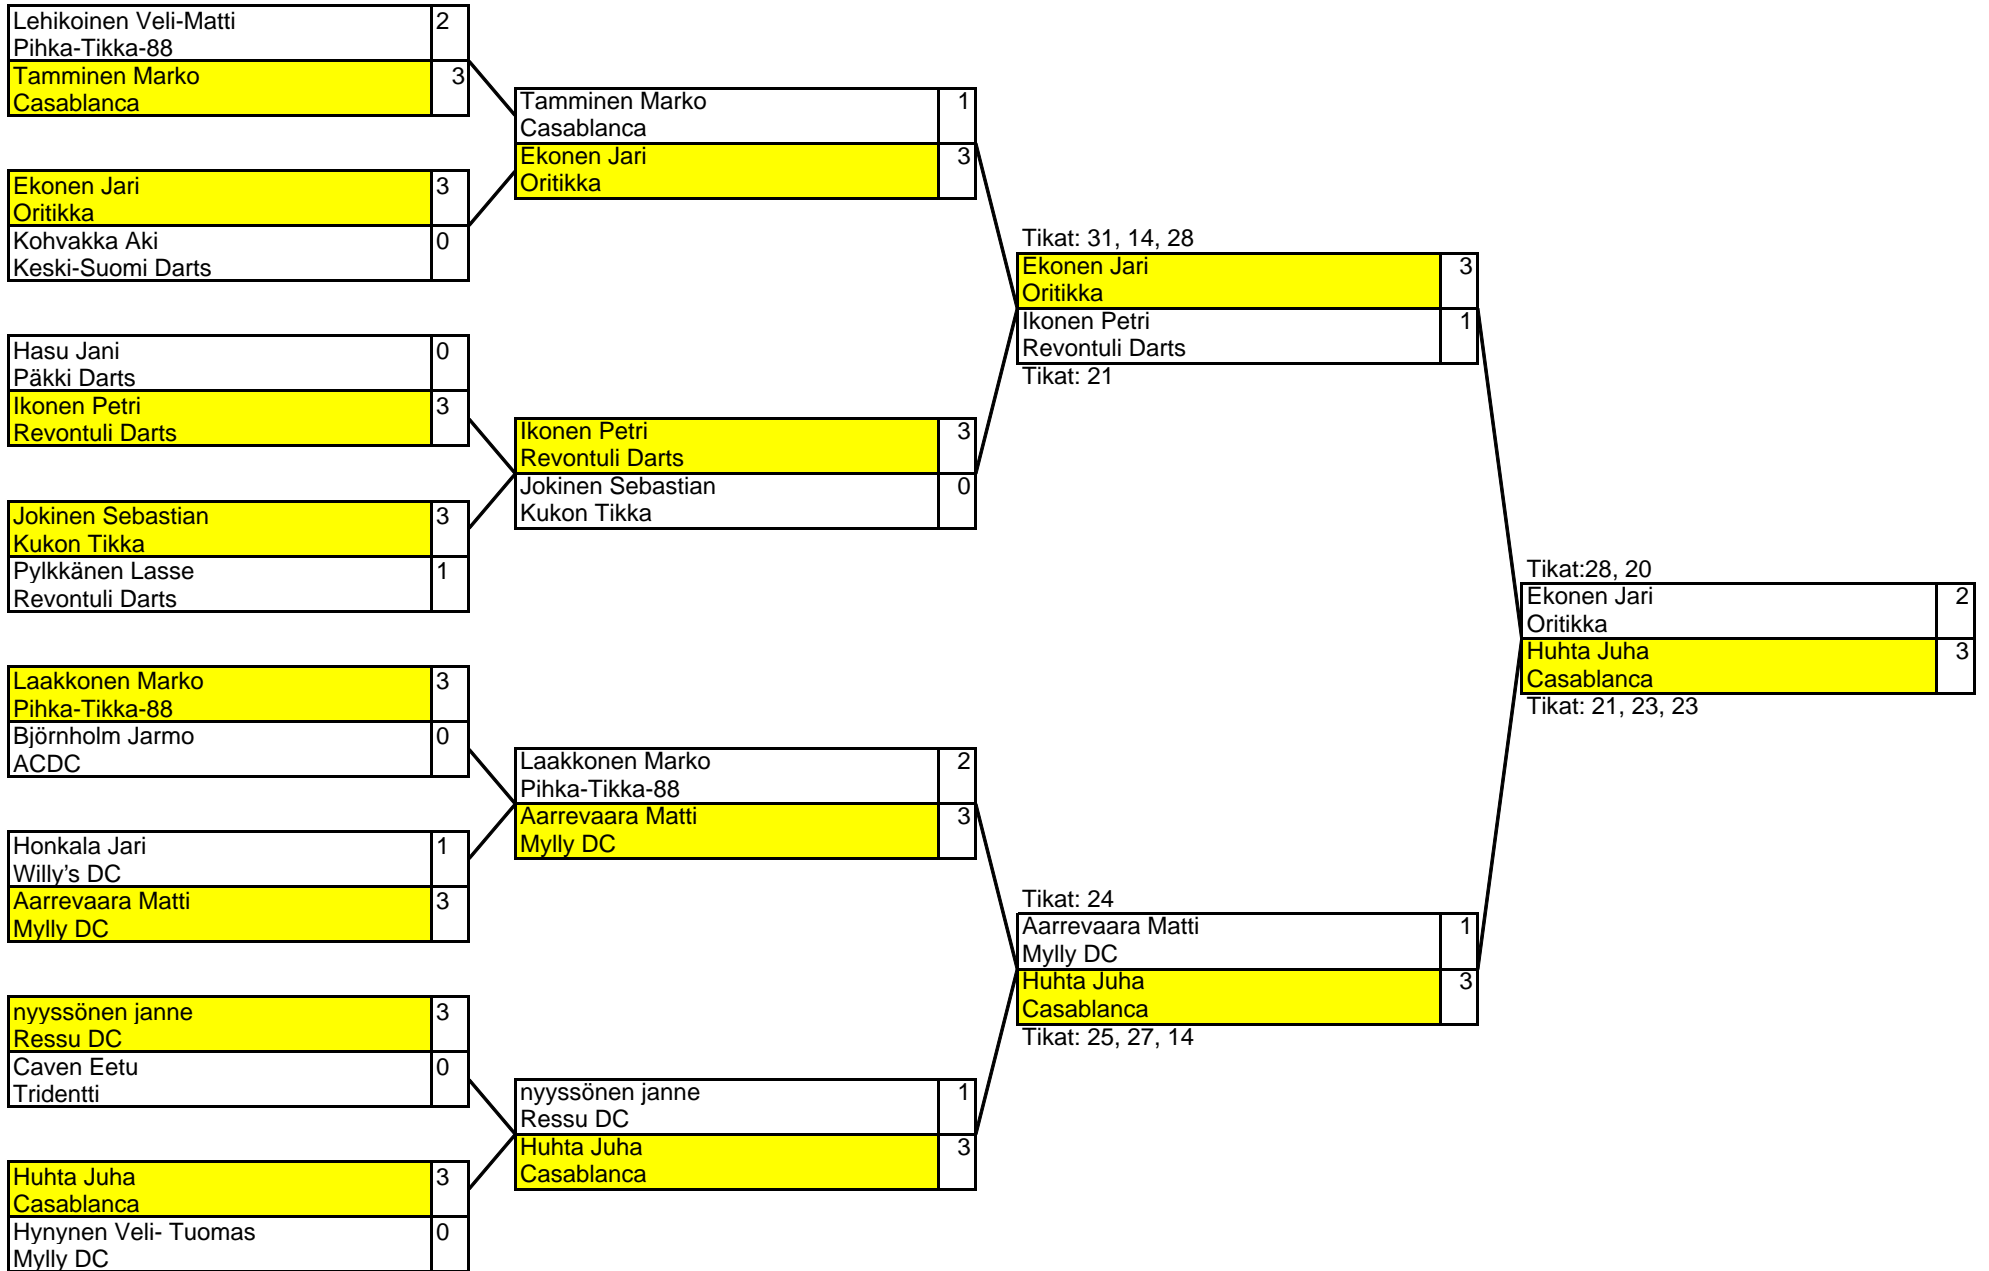 Lehikoinen Veli-Matti 2
Pihka-Tikka-88
Tamminen Marko 3
Casablanca
Ekonen Jari 3
Oritikka
Kohvakka Aki 0
Keski-Suomi Darts
Hasu Jani 0
Päkki Darts
Ikonen Petri 3
Revontuli Darts
Jokinen Sebastian 3
Kukon Tikka
Pylkkänen Lasse 1
Revontuli Darts
Laakkonen Marko 3
Pihka-Tikka-88
Björnholm Jarmo 0
ACDC
Honkala Jari 1
Willy's DC
Aarrevaara Matti 3
Mylly DC
nyyssönen janne 3
Ressu DC
Caven Eetu 0
Tridentti
Huhta Juha 3
Casablanca
Hynynen Veli- Tuomas 0
Mylly DC
Tamminen Marko 1
Casablanca
Ekonen Jari 3
Oritikka
Ikonen Petri 3
Revontuli Darts
Jokinen Sebastian 0
Kukon Tikka
Laakkonen Marko 2
Pihka-Tikka-88
Aarrevaara Matti 3
Mylly DC
nyyssönen janne 1
Ressu DC
Huhta Juha 3
Casablanca
Tikat: 31, 14, 28
Ekonen Jari 3
Oritikka
Ikonen Petri 1
Revontuli Darts
Tikat: 21
Tikat: 24
Aarrevaara Matti 1
Mylly DC
Huhta Juha 3
Casablanca
Tikat: 25, 27, 14
Tikat:28, 20
Ekonen Jari 2
Oritikka
Huhta Juha 3
Casablanca
Tikat: 21, 23, 23